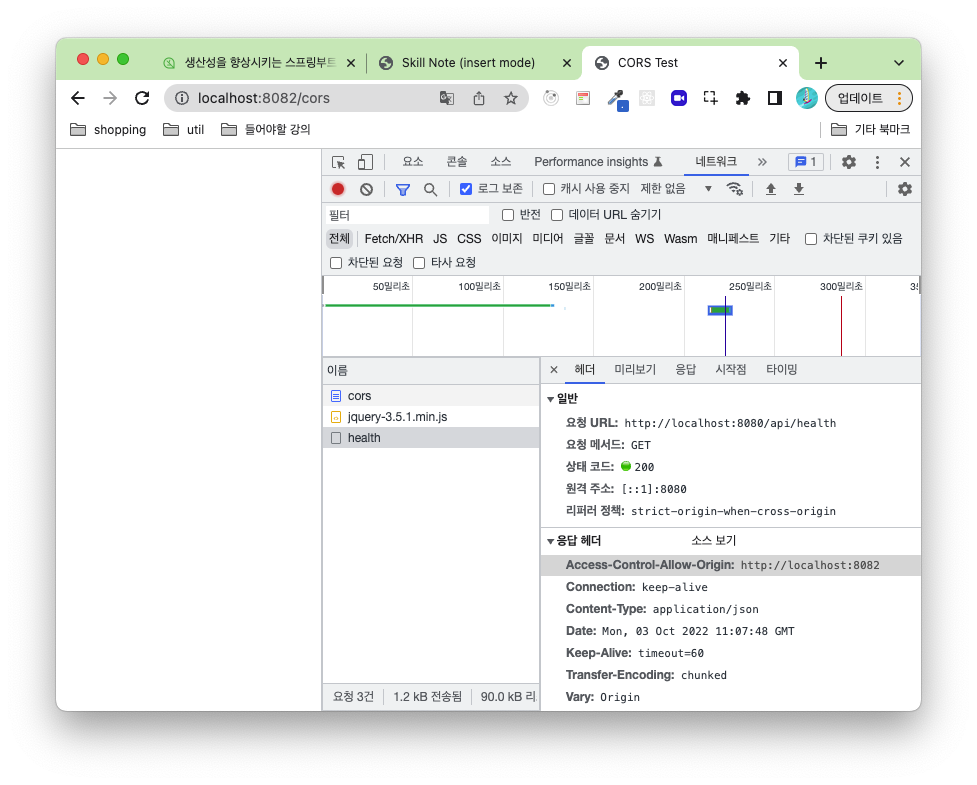 생산성을 향상시키는 스프링부트
Skill Note (insert mode)
CORS Test
localhost:8082/cors
업데이트
shopping
util
들어야할 강의
기타 북마크
요소
콘솔
소스
Performance insights
네트워크
1
로그 보존
캐시 사용 중지
제한 없음
필터
반전
데이터 URL 숨기기
전체
Fetch/XHR
JS
CSS
이미지
미디어
글꼴
문서
WS
Wasm
매니페스트
기타
차단된 쿠키 있음
차단된 요청
타사 요청
50밀리초
100밀리초
150밀리초
200밀리초
250밀리초
300밀리초
이름
cors
jquery-3.5.1.min.js
health
요청 3건
1.2 kB 전송됨
90.0 kB 리
헤더
미리보기
응답
시작점
타이밍
일반
요청 URL: http://localhost:8080/api/health
요청 메서드: GET
상태 코드: 200
원격 주소: [::1]:8080
리퍼러 정책: strict-origin-when-cross-origin
응답 헤더
소스 보기
Access-Control-Allow-Origin: http://localhost:8082
Connection: keep-alive
Content-Type: application/json
Date: Mon, 03 Oct 2022 11:07:48 GMT
Keep-Alive: timeout=60
Transfer-Encoding: chunked
Vary: Origin